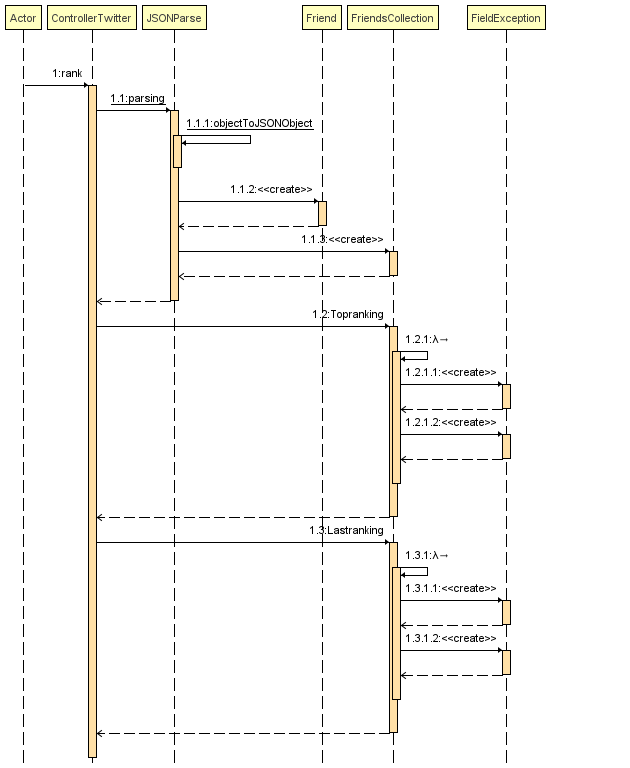 Actor ControllerTwitter JSONParse Friend FriendsCollection FieldException
1:rank
1.1:parsing
1.1.1:objectToJSONObject
1.1.2:<<create>>
1.1.3:<<create>>
1.2:Topranking
1.2.1:λ→
1.2.1.1:<<create>>
1.2.1.2:<<create>>
1.3:Lastranking
1.3.1:λ→
1.3.1.1:<<create>>
1.3.1.2:<<create>>